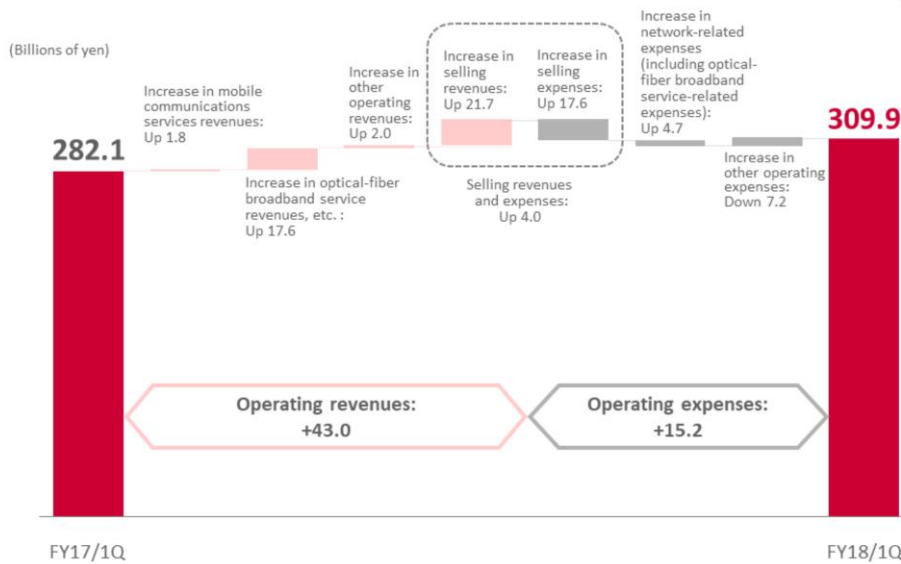 (Billions of yen)
282.1
Increase in mobile
communications
services revenues:
Up 1.8
Increase in optical-fiber
broadband service
revenues, etc. :
Up 17.6
Increase in
other
operating
revenues:
Up 2.0
Increase in
selling
revenues:
Up 21.7
Increase in
selling
expenses:
Up 17.6
Selling revenues
and expenses:
Up 4.0
Increase in
network-related
expenses
(including optical-
fiber broadband
service-related
expenses):
Up 4.7
Increase in
other operating
expenses:
Down 7.2
309.9
Operating revenues:
+43.0
Operating expenses:
+15.2
FY17/1Q
FY18/1Q